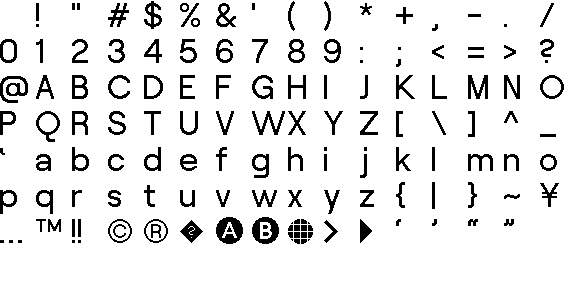 ! " # $ % & ' ( ) * + , - . /
0 1 2 3 4 5 6 7 8 9 : ; < = > ?
@ A B C D E F G H I J K L M N O
P Q R S T U V W X Y Z [ \ ] ^ _
` a b c d e f g h i j k l m n o
p q r s t u v w x y z { | } ~ ¥
… ™ ‼ © ® � 🅐 🅑 🌐 > ▶ ‘ ’ “ ”